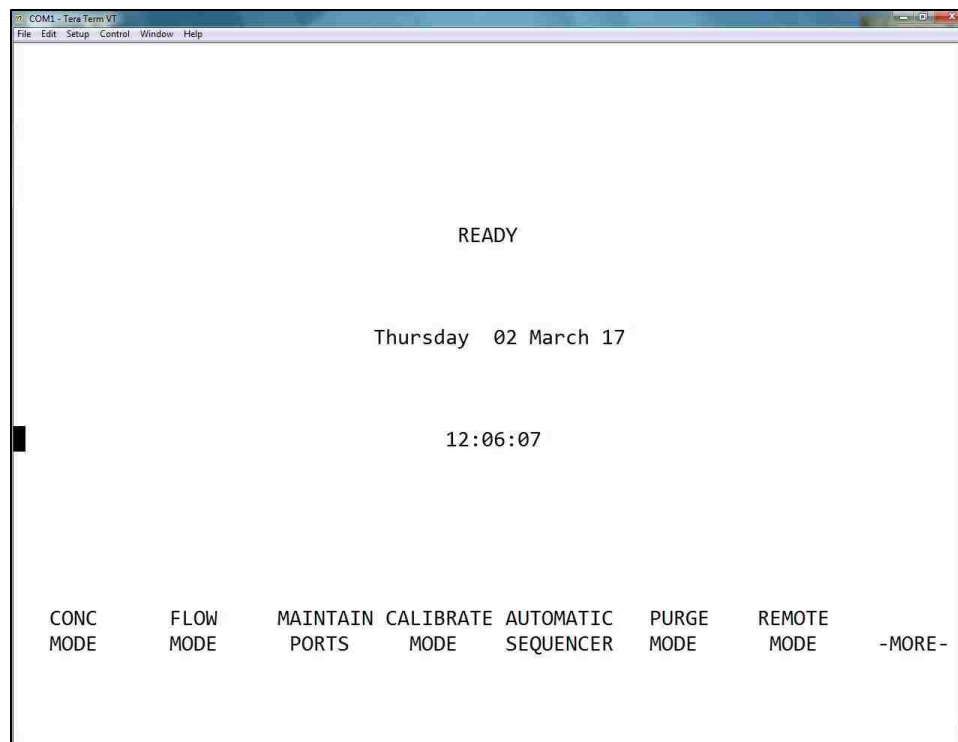 COM1 - Tera Term VT
File Edit Setup Control Window Help
READY
Thursday 02 March 17
12:06:07
CONC FLOW MAINTAIN CALIBRATE AUTOMATIC PURGE REMOTE
MODE MODE PORTS MODE SEQUENCER MODE MODE -MORE-